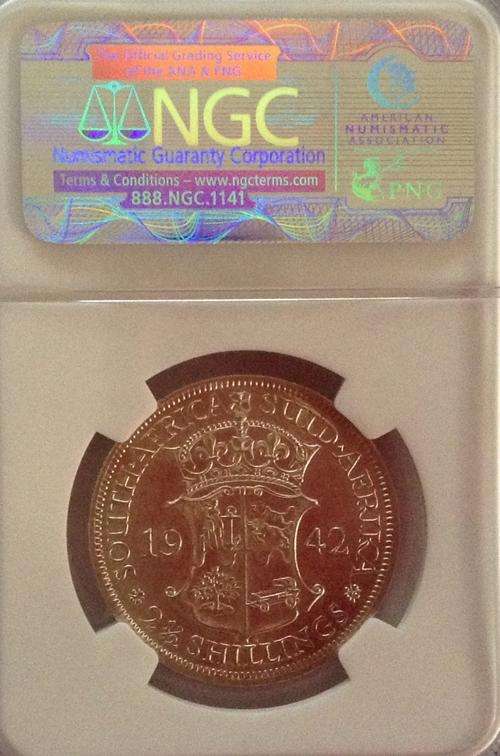 The Official Grading Service
of the ANA & PNG
NGC
Numismatic Guaranty Corporation
Terms & Conditions – www.ngcterms.com
888.NGC.1141
AMERICAN
NUMISMATIC
ASSOCIATION
PNG
SOUTH·AFRICA SUID-AFRIKA
19 42
2½ SHILLINGS